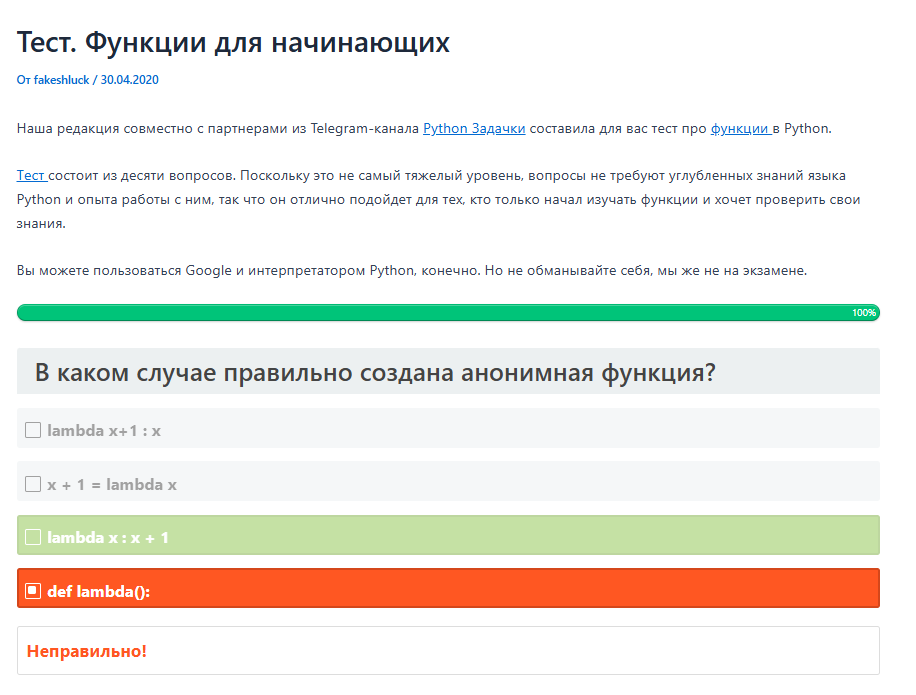 Тест. Функции для начинающих
От fakeshluck / 30.04.2020
Наша редакция совместно с партнерами из Telegram-канала Python Задачки составила для вас тест про функции в Python.
Тест состоит из десяти вопросов. Поскольку это не самый тяжелый уровень, вопросы не требуют углубленных знаний языка
Python и опыта работы с ним, так что он отлично подойдет для тех, кто только начал изучать функции и хочет проверить свои
знания.
Вы можете пользоваться Google и интерпретатором Python, конечно. Но не обманывайте себя, мы же не на экзамене.
100%
В каком случае правильно создана анонимная функция?
lambda x+1 : x
x + 1 = lambda x
lambda x : x + 1
def lambda():
Неправильно!